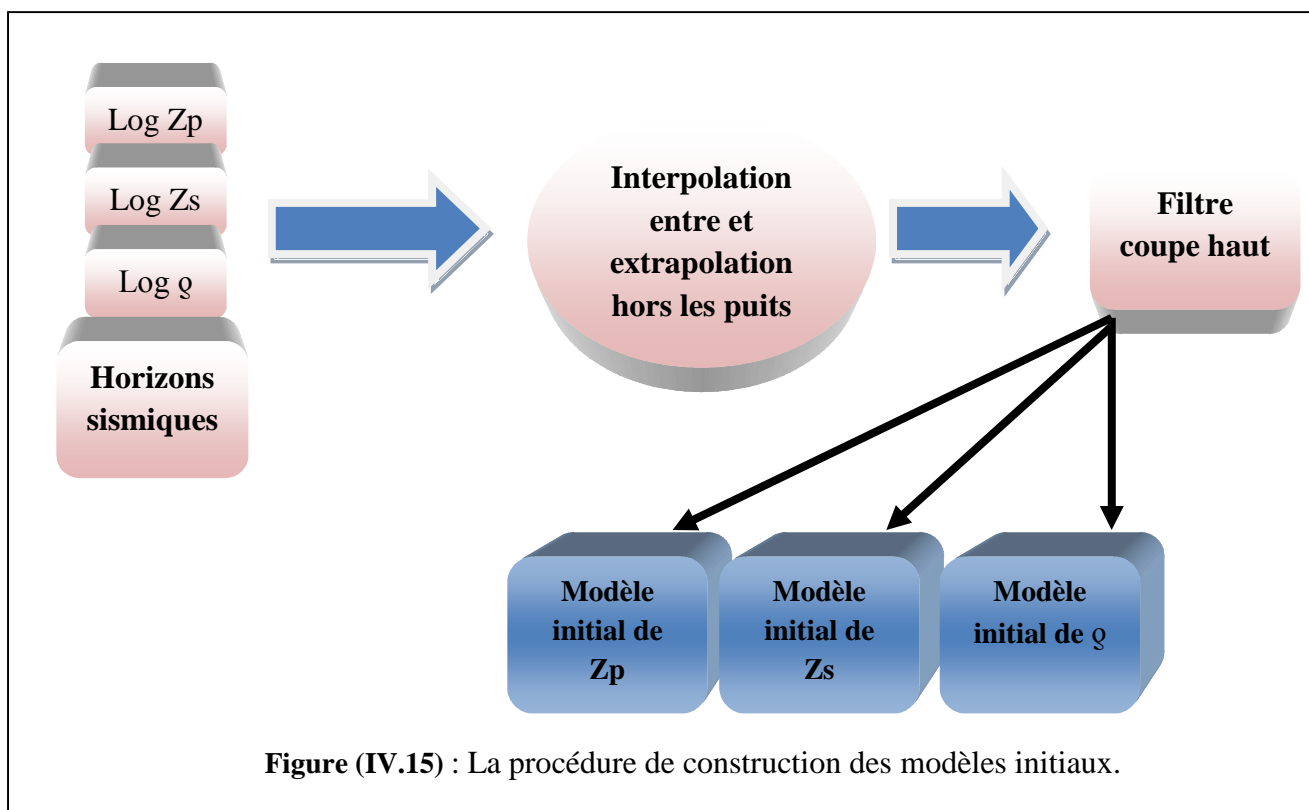 Log Zp
Log Zs
Log ϱ
Horizons
sismiques
Interpolation
entre et
extrapolation
hors les puits
Filtre
coupe haut
Modèle
initial de
Zp
Modèle
initial de
Zs
Modèle
initial de ϱ
Figure (IV.15) : La procédure de construction des modèles initiaux.